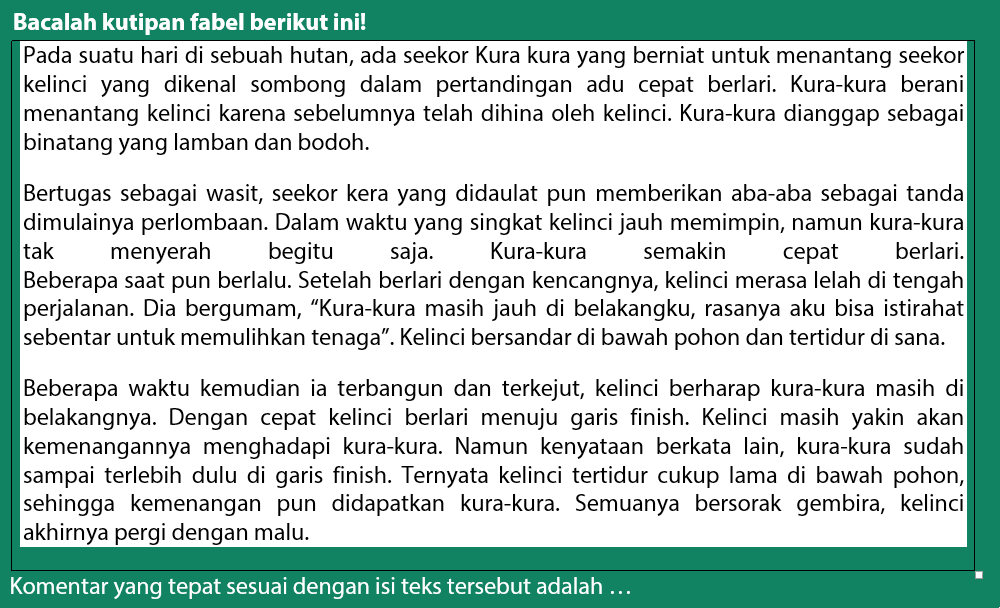 Bacalah kutipan fabel berikut ini!
Pada suatu hari di sebuah hutan, ada seekor Kura kura yang berniat untuk menantang seekor
kelinci yang dikenal sombong dalam pertandingan adu cepat berlari. Kura-kura berani
menantang kelinci karena sebelumnya telah dihina oleh kelinci. Kura-kura dianggap sebagai
binatang yang lamban dan bodoh.
Bertugas sebagai wasit, seekor kera yang didaulat pun memberikan aba-aba sebagai tanda
dimulainya perlombaan. Dalam waktu yang singkat kelinci jauh memimpin, namun kura-kura
tak menyerah begitu saja. Kura-kura semakin cepat berlari.
Beberapa saat pun berlalu. Setelah berlari dengan kencangnya, kelinci merasa lelah di tengah
perjalanan. Dia bergumam, “Kura-kura masih jauh di belakangku, rasanya aku bisa istirahat
sebentar untuk memulihkan tenaga”. Kelinci bersandar di bawah pohon dan tertidur di sana.
Beberapa waktu kemudian ia terbangun dan terkejut, kelinci berharap kura-kura masih di
belakangnya. Dengan cepat kelinci berlari menuju garis finish. Kelinci masih yakin akan
kemenangannya menghadapi kura-kura. Namun kenyataan berkata lain, kura-kura sudah
sampai terlebih dulu di garis finish. Ternyata kelinci tertidur cukup lama di bawah pohon,
sehingga kemenangan pun didapatkan kura-kura. Semuanya bersorak gembira, kelinci
akhirnya pergi dengan malu.
Komentar yang tepat sesuai dengan isi teks tersebut adalah …